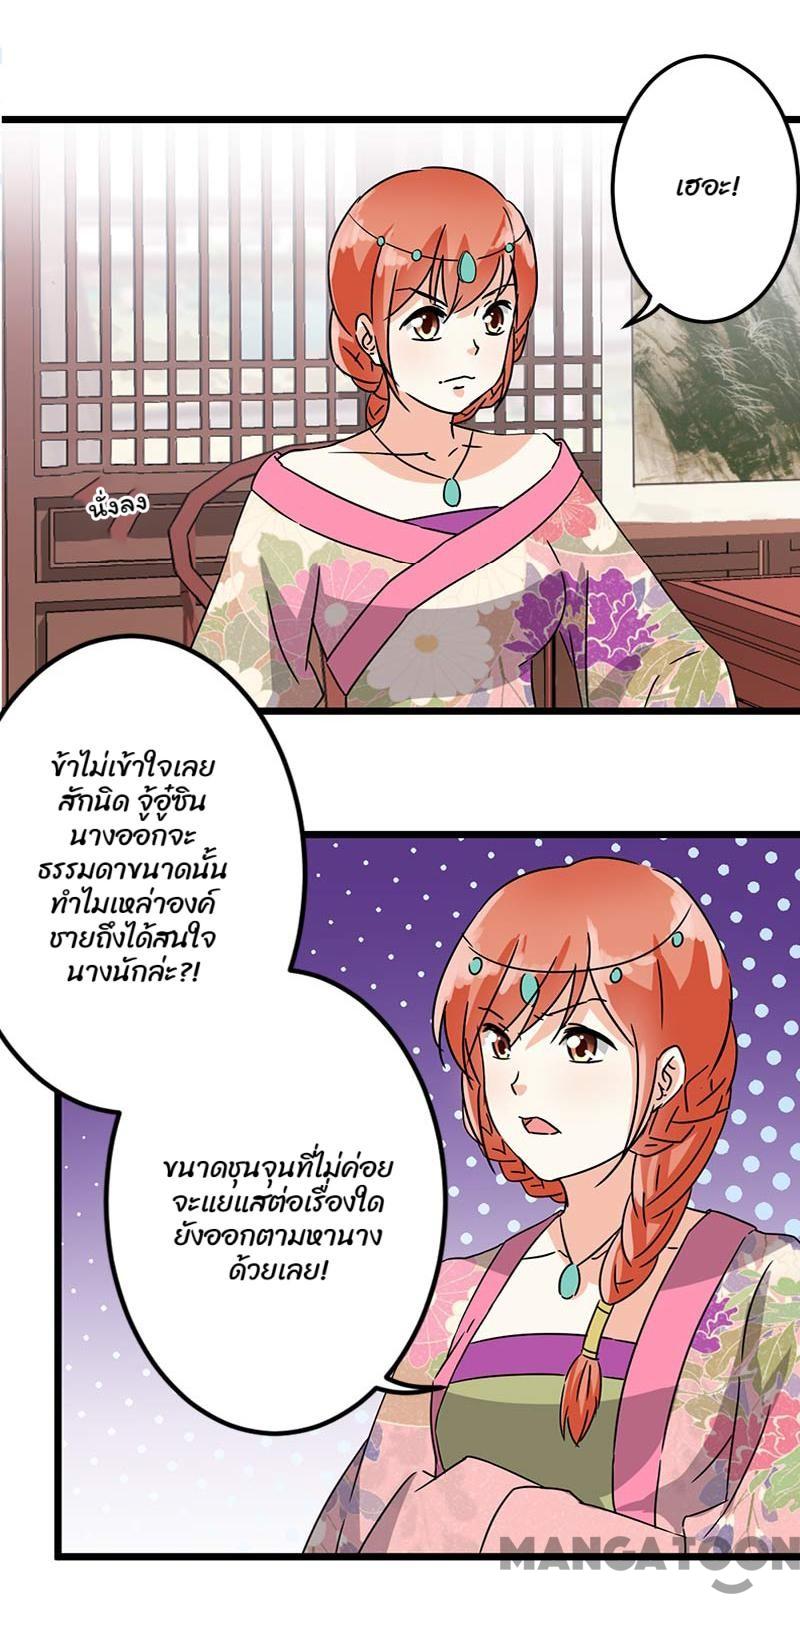 เฮอะ!
นั่งลง
ข้าไม่เข้าใจเลย
สักนิด จู้อู๋ซิน
นางออกจะ
ธรรมดาขนาดนั้น
ทำไมเหล่าองค์
ชายถึงได้สนใจ
นางนักล่ะ?!
ขนาดชุนจุนที่ไม่ค่อย
จะแยแสต่อเรื่องใด
ยังออกตามหานาง
ด้วยเลย!
MANGATOON